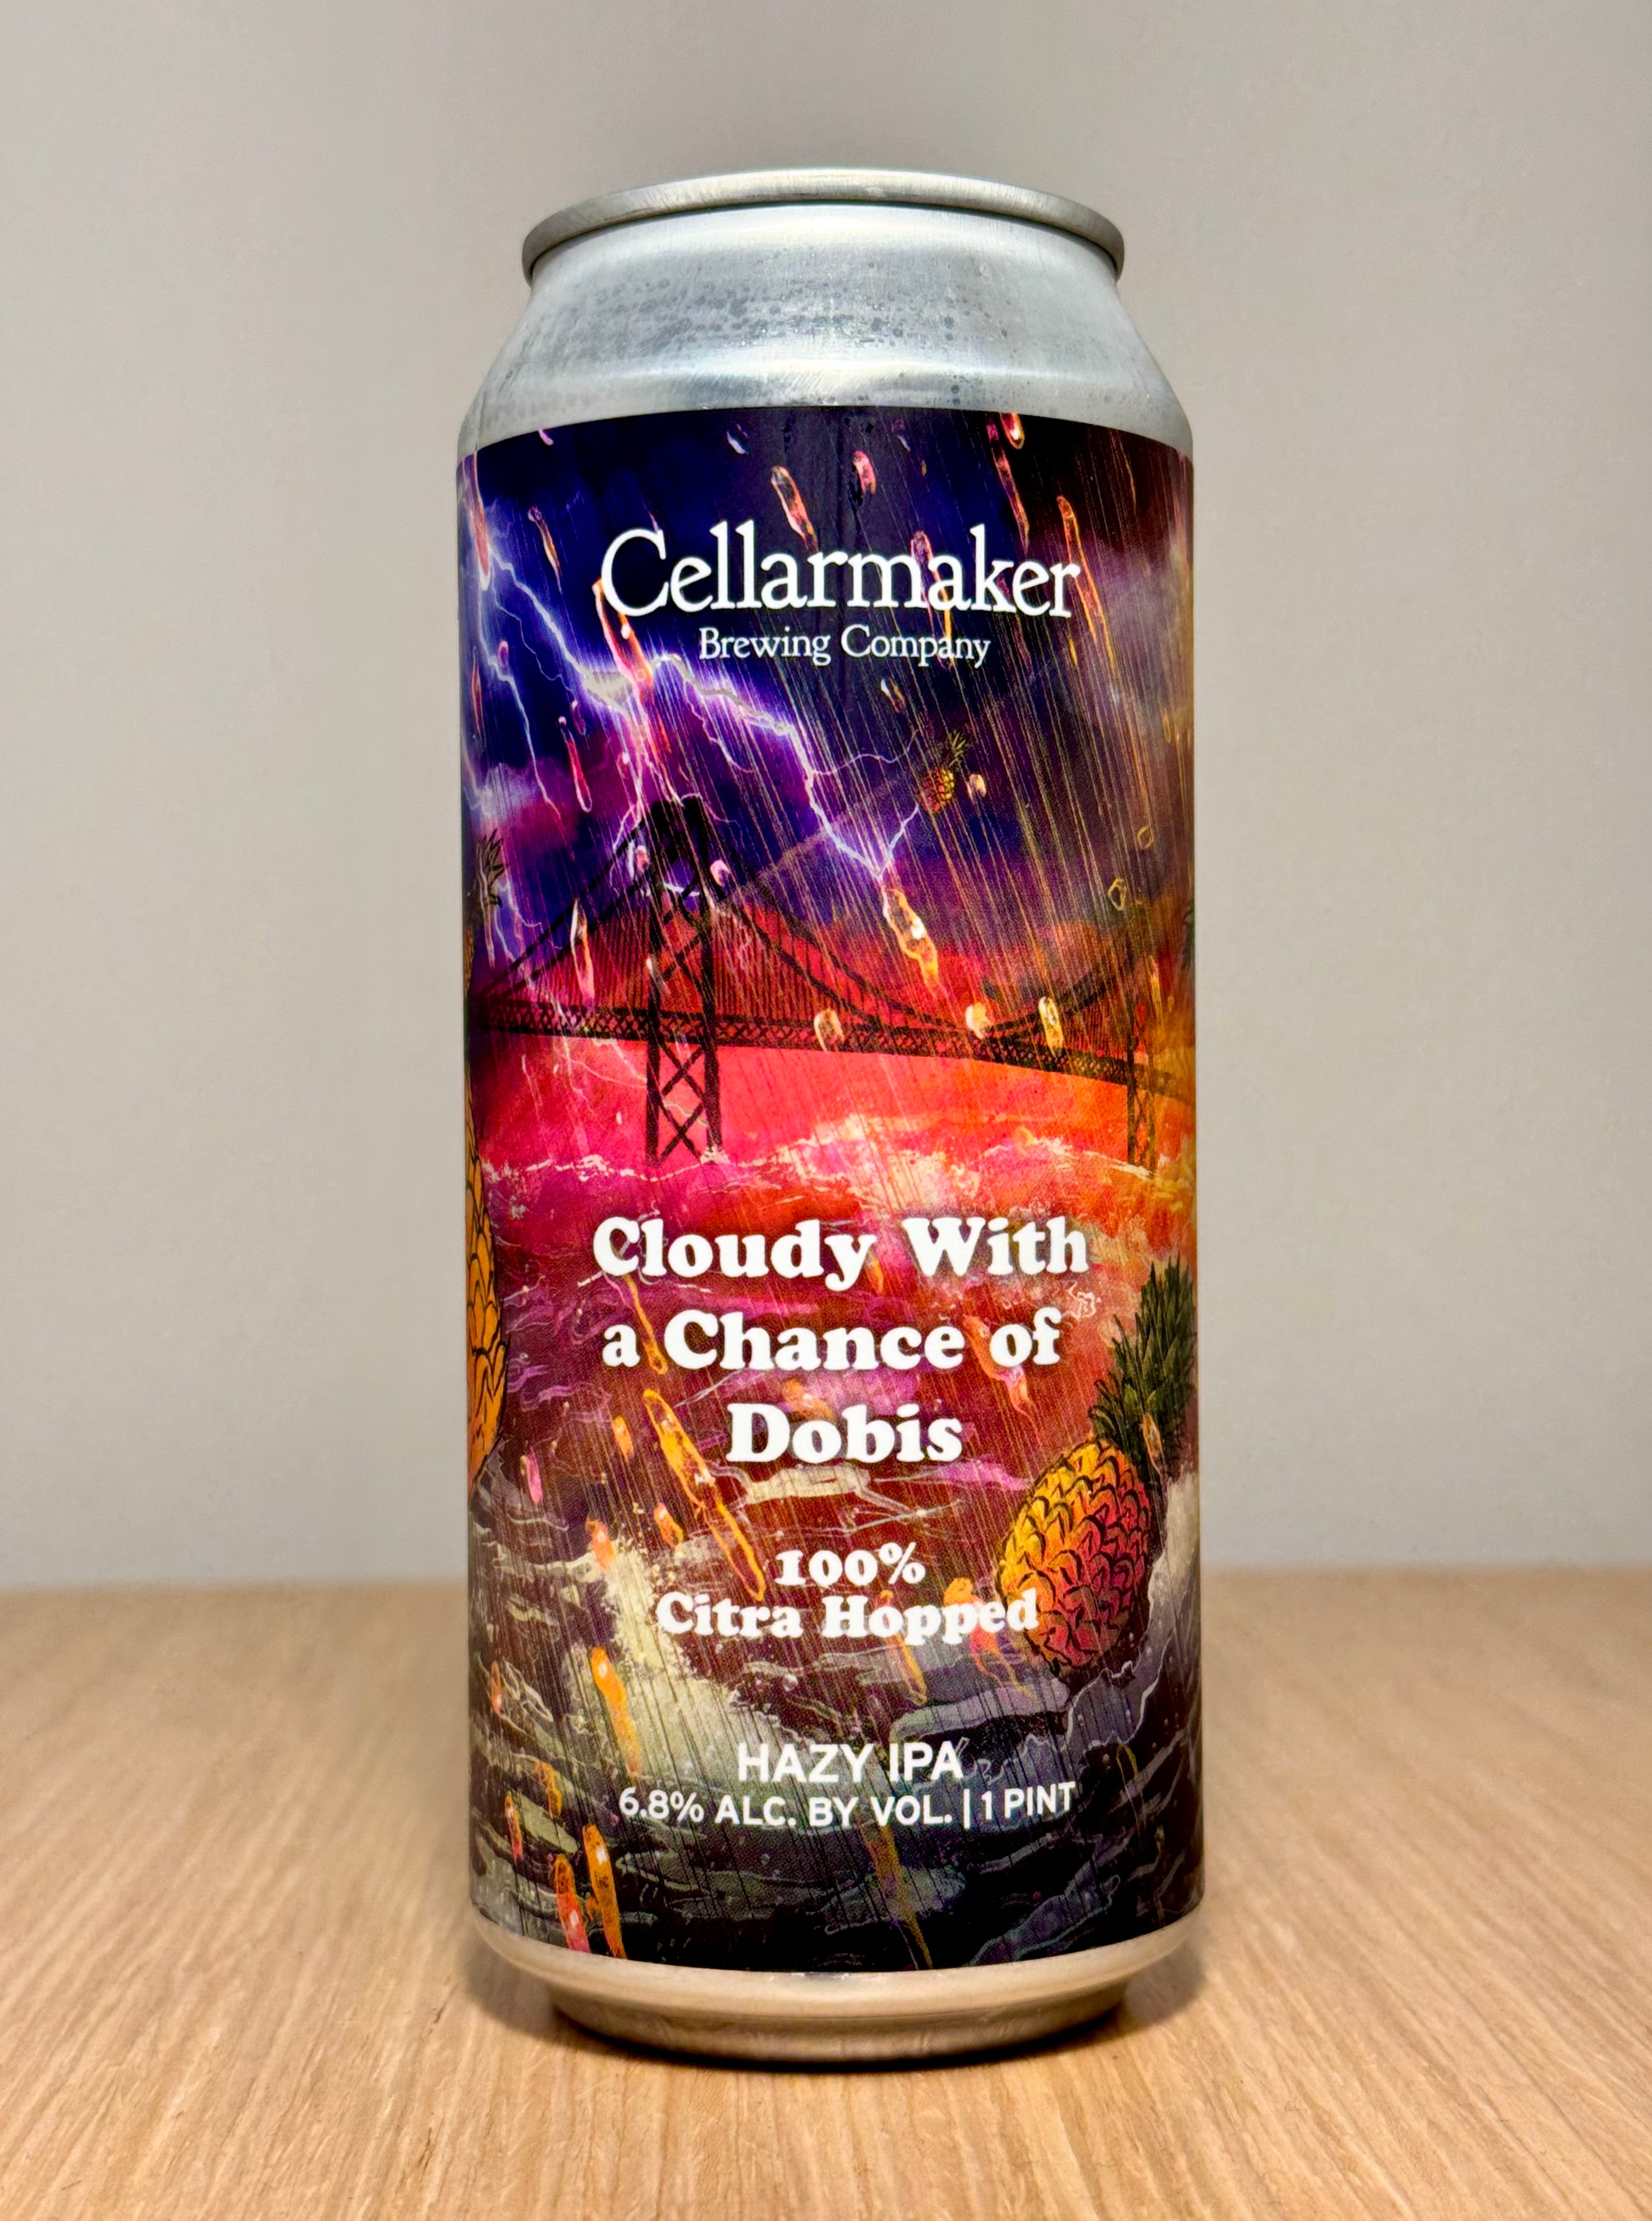 Cellarmaker
Brewing Company
Cloudy With
a Chance of
Dobis
100%
Citra Hopped
HAZY IPA
6.8% ALC. BY VOL. | 1 PINT